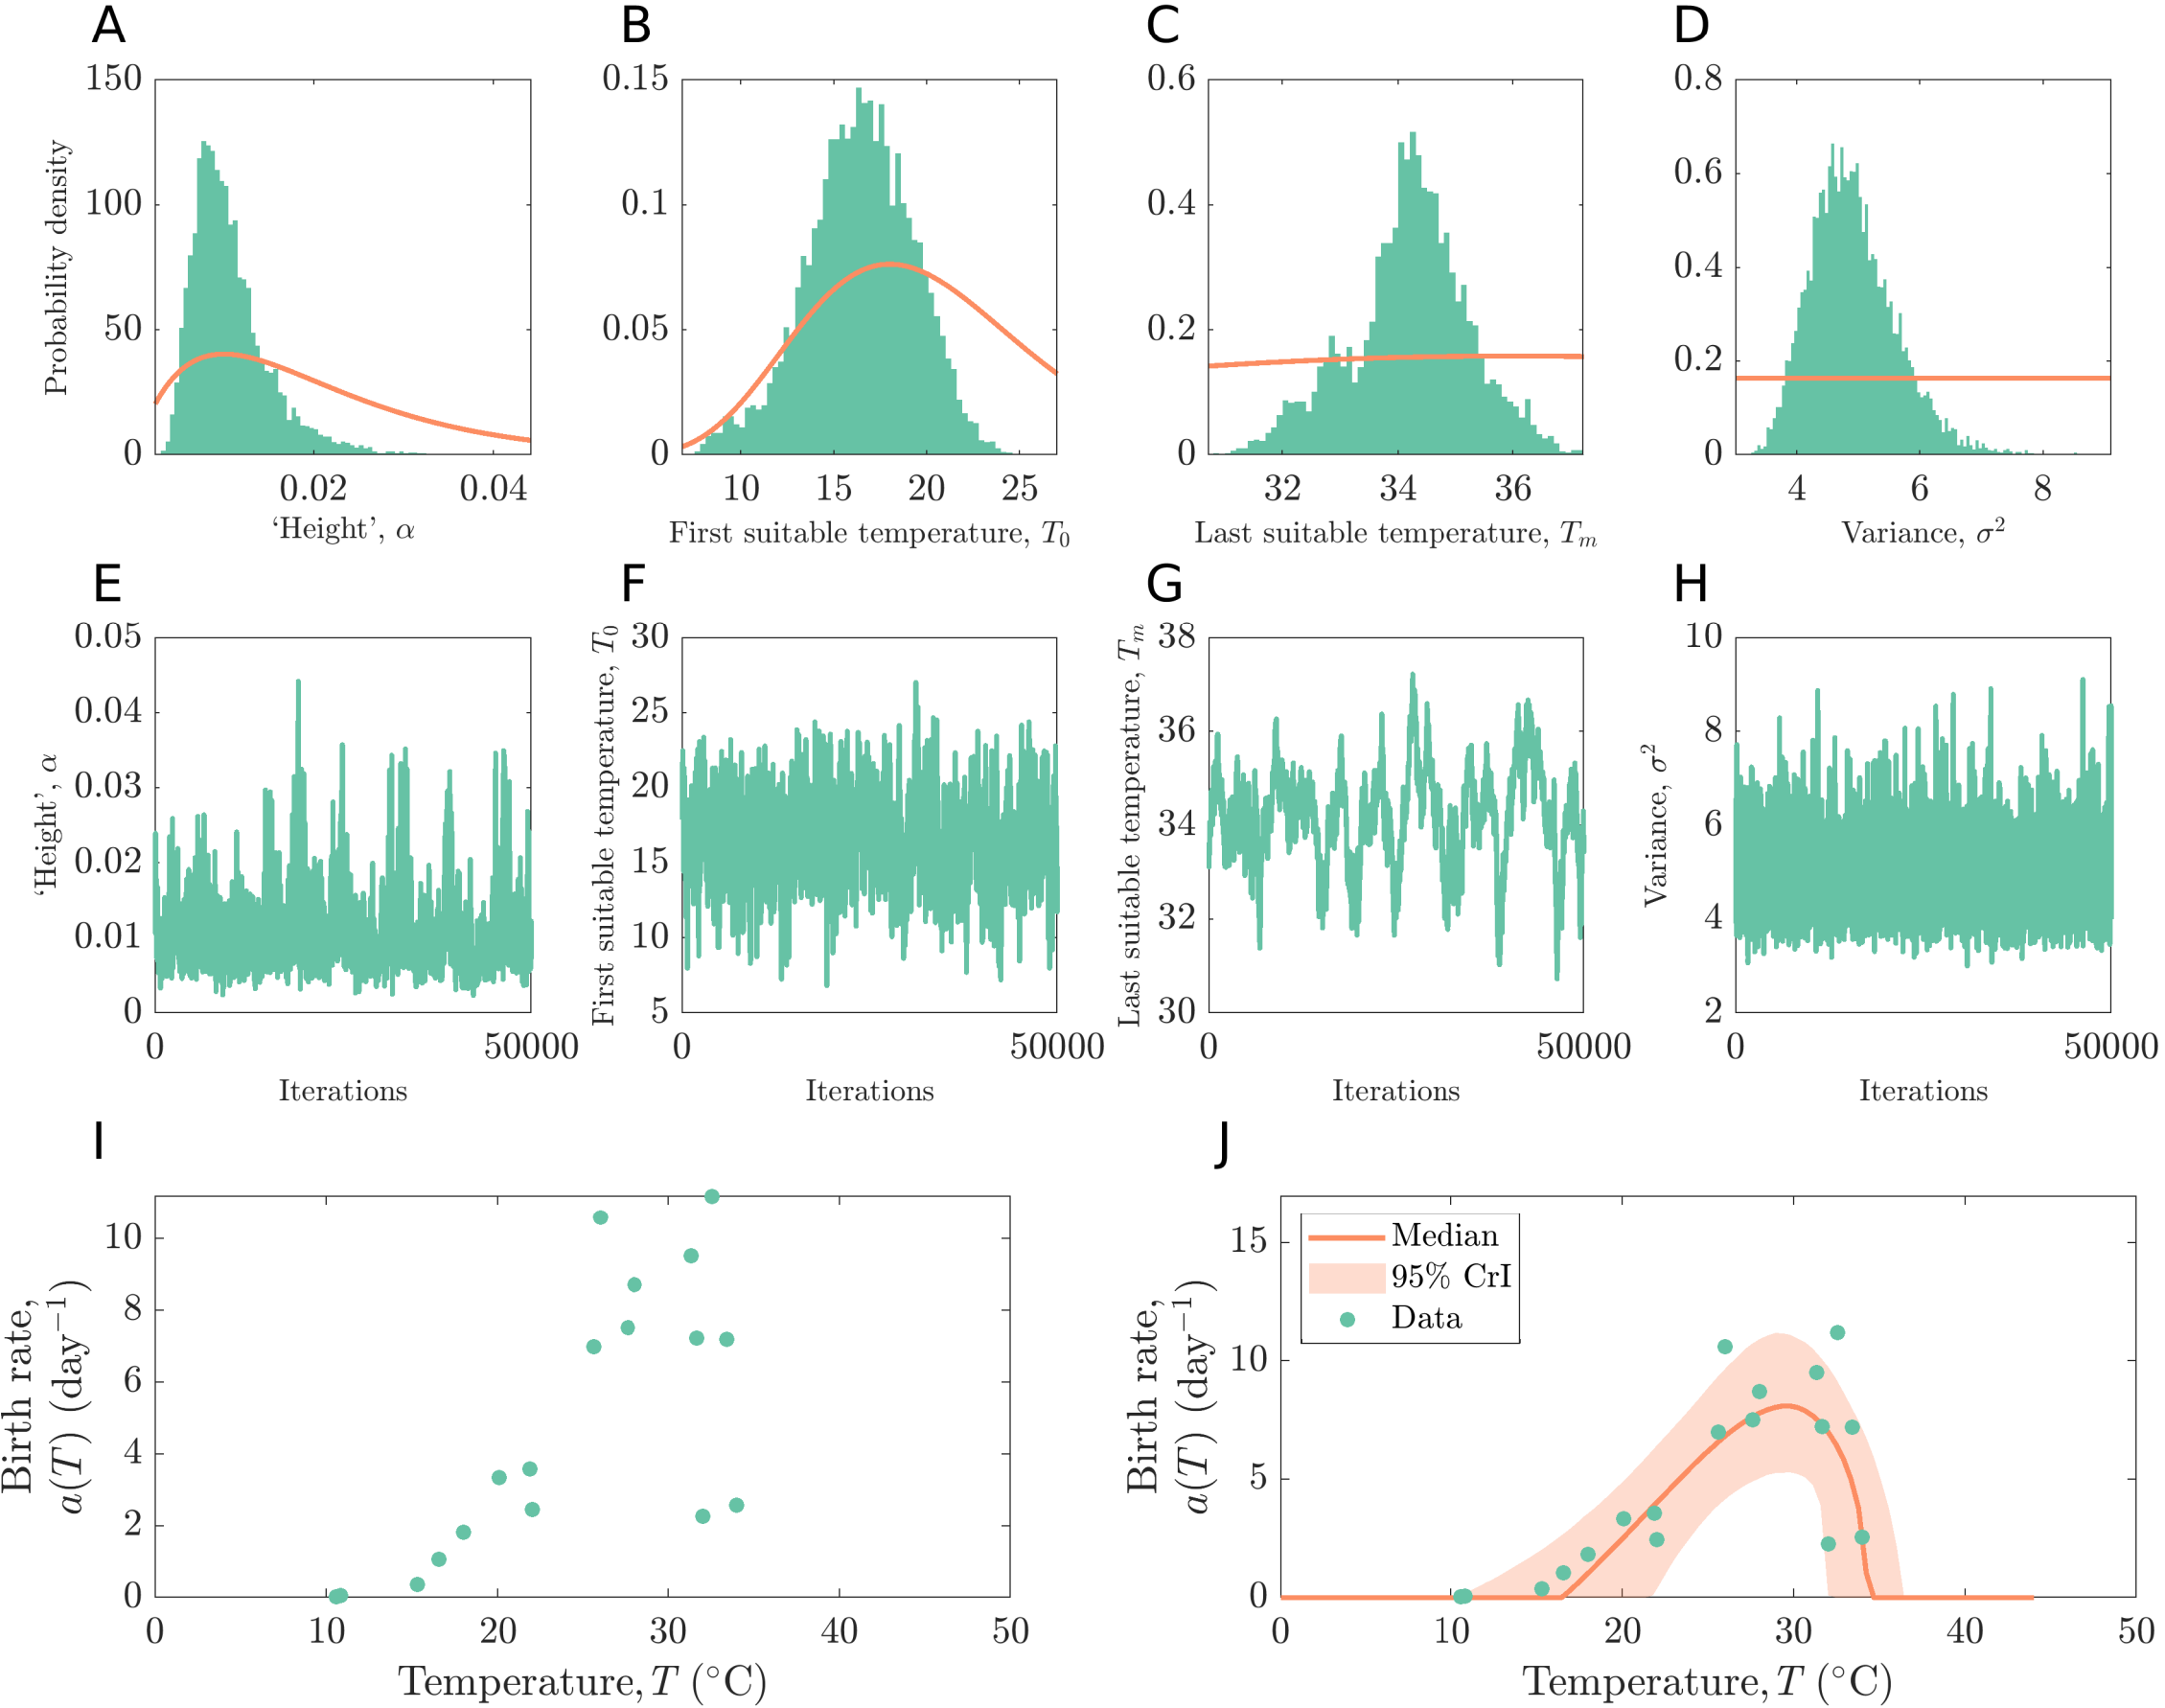 A
B
C
D
150
100
50
0
0.02
0.04
Probability density
‘Height’, α
0.15
0.1
0.05
0
10
15
20
25
First suitable temperature, T0
0.6
0.4
0.2
0
32
34
36
Last suitable temperature, Tm
0.8
0.6
0.4
0.2
0
4
6
8
Variance, σ²
E
F
G
H
0.05
0.04
0.03
0.02
0.01
0
0
50000
‘Height’, α
Iterations
30
25
20
15
10
5
0
50000
First suitable temperature, T0
Iterations
38
36
34
32
30
0
50000
Last suitable temperature, Tm
Iterations
10
8
6
4
2
0
50000
Variance, σ²
Iterations
I
10
8
6
4
2
0
0
10
20
30
40
50
Birth rate,
a(T) (day⁻¹)
Temperature, T (°C)
J
15
10
5
0
0
10
20
30
40
50
Birth rate,
a(T) (day⁻¹)
Median
95% CrI
Data
Temperature, T (°C)